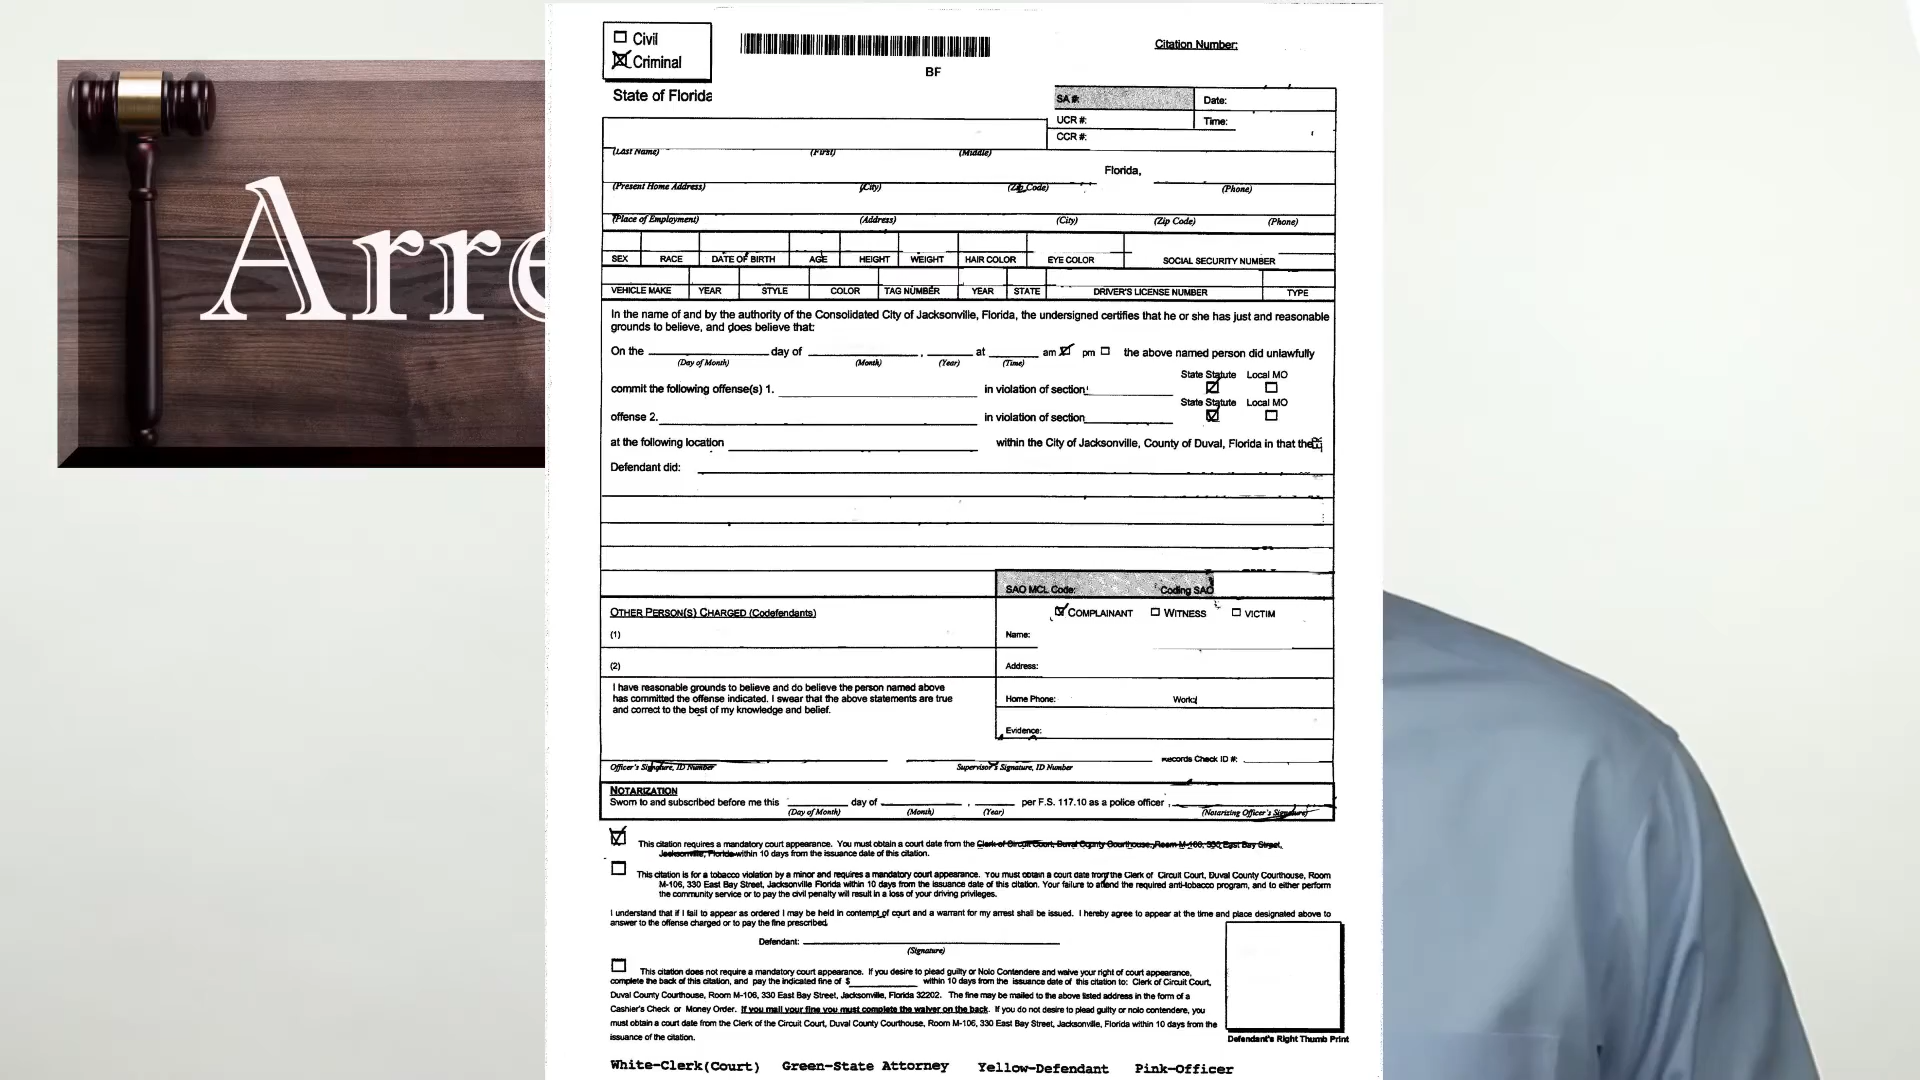 Arre
Civil
Criminal
State of Florida
BF
Citation Number:
SA #:
Date:
UCR #:
Time:
CCR #:
(Last Name) (First) (Middle)
Florida,
(Present Home Address) (City) (Zip Code) (Phone)
(Place of Employment) (Address) (City) (Zip Code) (Phone)
SEX RACE DATE OF BIRTH AGE HEIGHT WEIGHT HAIR COLOR EYE COLOR SOCIAL SECURITY NUMBER
VEHICLE MAKE YEAR STYLE COLOR TAG NUMBER YEAR STATE DRIVER'S LICENSE NUMBER TYPE
In the name of and by the authority of the Consolidated City of Jacksonville, Florida, the undersigned certifies that he or she has just and reasonable
grounds to believe, and does believe that:
On the day of , at am pm the above named person did unlawfully
(Day of Month) (Month) (Year) (Time)
State Statute Local MO
commit the following offense(s) 1. in violation of section
State Statute Local MO
offense 2. in violation of section
at the following location within the City of Jacksonville, County of Duval, Florida in that the
Defendant did:
SAO MCL Code: Coding SAO
OTHER PERSON(S) CHARGED (Codefendants)
COMPLAINANT WITNESS VICTIM
(1)
Name:
(2)
Address:
I have reasonable grounds to believe and do believe the person named above
has committed the offense indicated. I swear that the above statements are true
and correct to the best of my knowledge and belief.
Home Phone: Work:
Evidence:
Records Check ID #:
Officer's Signature, ID Number Supervisor's Signature, ID Number
NOTARIZATION
Sworn to and subscribed before me this day of , per F.S. 117.10 as a police officer ,
(Day of Month) (Month) (Year) (Notarizing Officer's Signature)
This citation requires a mandatory court appearance. You must obtain a court date from the Clerk of Circuit Court, Duval County Courthouse, Room M-106, 330 East Bay Street,
Jacksonville, Florida within 10 days from the issuance date of this citation.
This citation is for a tobacco violation by a minor and requires a mandatory court appearance. You must obtain a court date from the Clerk of Circuit Court, Duval County Courthouse, Room
M-106, 330 East Bay Street, Jacksonville Florida within 10 days from the issuance date of this citation. Your failure to attend the required anti-tobacco program, and to either perform
the community service or to pay the civil penalty will result in a loss of your driving privileges.
I understand that if I fail to appear as ordered I may be held in contempt of court and a warrant for my arrest shall be issued. I hereby agree to appear at the time and place designated above to
answer to the offense charged or to pay the fine prescribed.
Defendant:
(Signature)
This citation does not require a mandatory court appearance. If you desire to plead guilty or Nolo Contendere and waive your right of court appearance,
complete the back of this citation, and pay the indicated fine of $ within 10 days from the issuance date of this citation to: Clerk of Circuit Court,
Duval County Courthouse, Room M-106, 330 East Bay Street, Jacksonville, Florida 32202. The fine may be mailed to the above listed address in the form of a
Cashier's Check or Money Order. If you mail your fine you must complete the waiver on the back. If you do not desire to plead guilty or nolo contendere, you
must obtain a court date from the Clerk of the Circuit Court, Duval County Courthouse, Room M-106, 330 East Bay Street, Jacksonville, Florida within 10 days from the
issuance of the citation.
Defendant's Right Thumb Print
White-Clerk(Court) Green-State Attorney Yellow-Defendant Pink-Officer